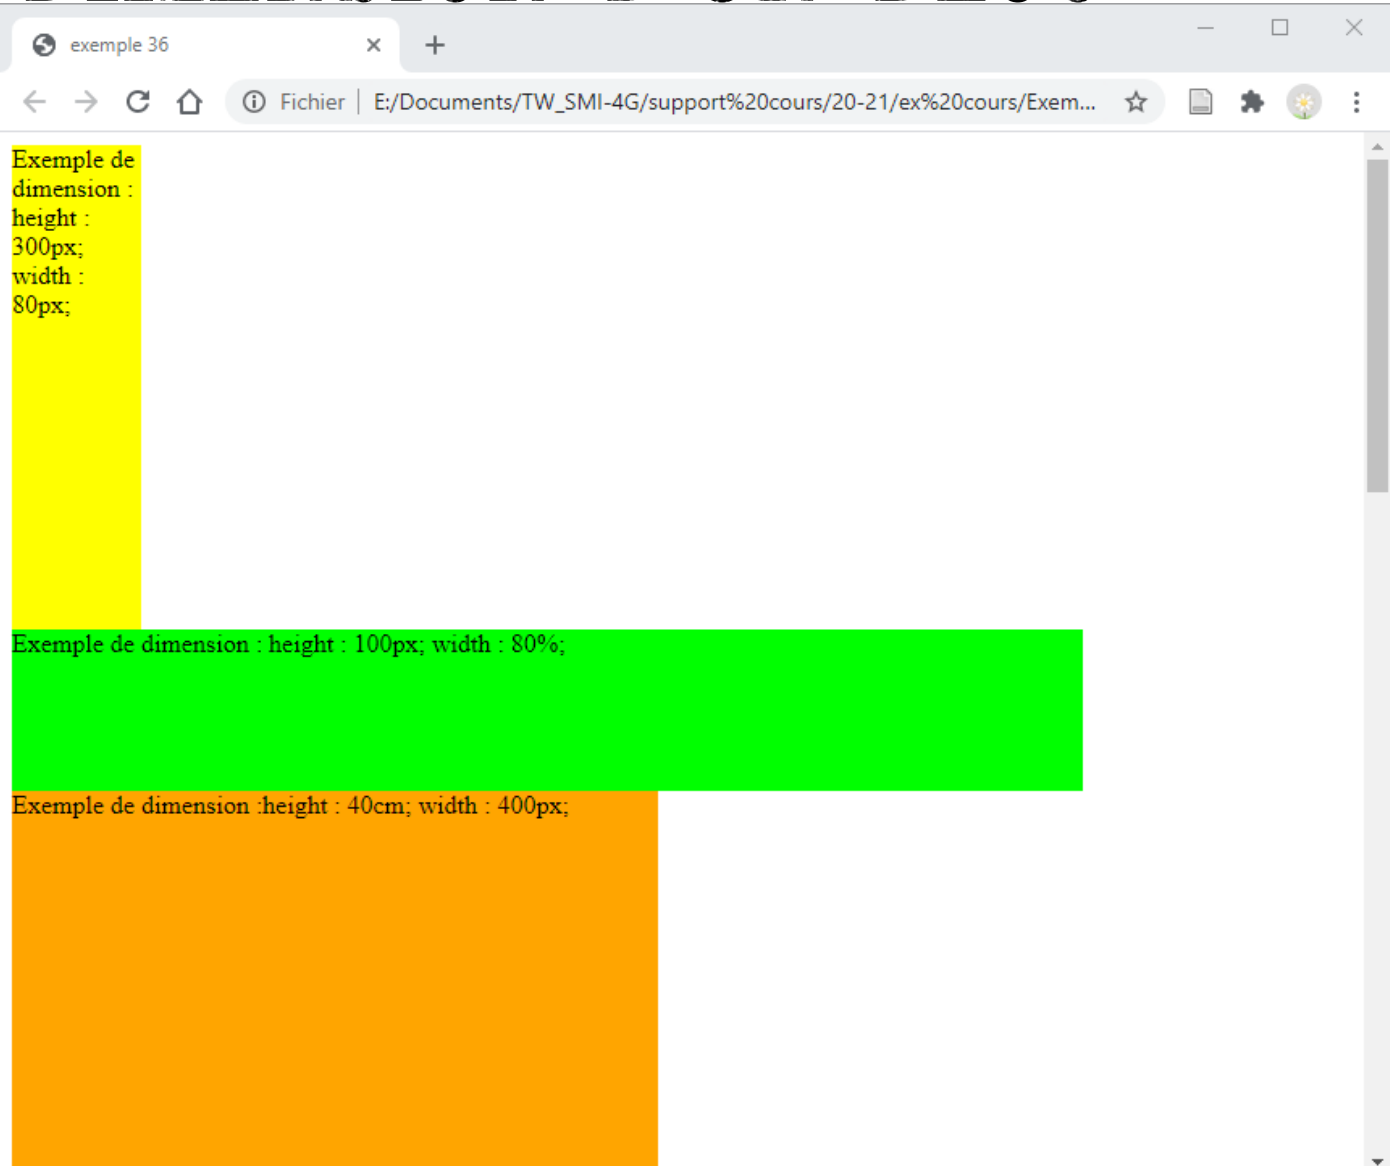 exemple 36
Fichier E:/Documents/TW_SMI-4G/support%20cours/20-21/ex%20cours/Exem...
Exemple de
dimension :
height :
300px;
width :
80px;
Exemple de dimension : height : 100px; width : 80%;
Exemple de dimension :height : 40cm; width : 400px;